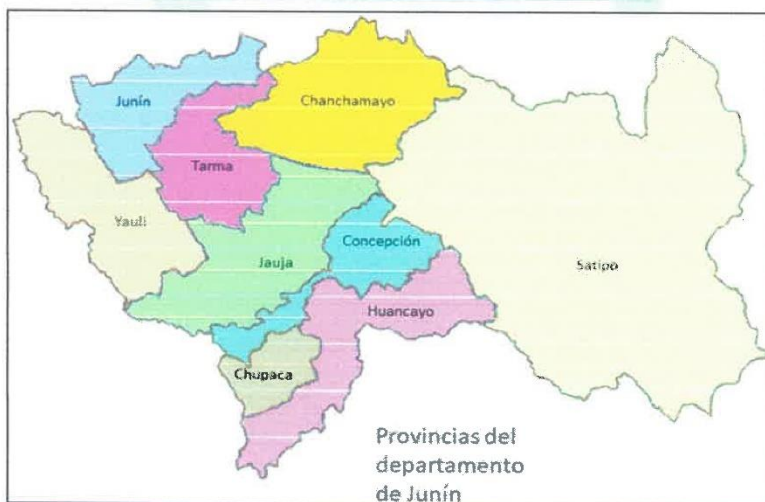 Junín
Chanchamayo
Tarma
Yauli
Concepción
Jauja
Satipo
Huancayo
Chupaca
Provincias del
departamento
de Junín